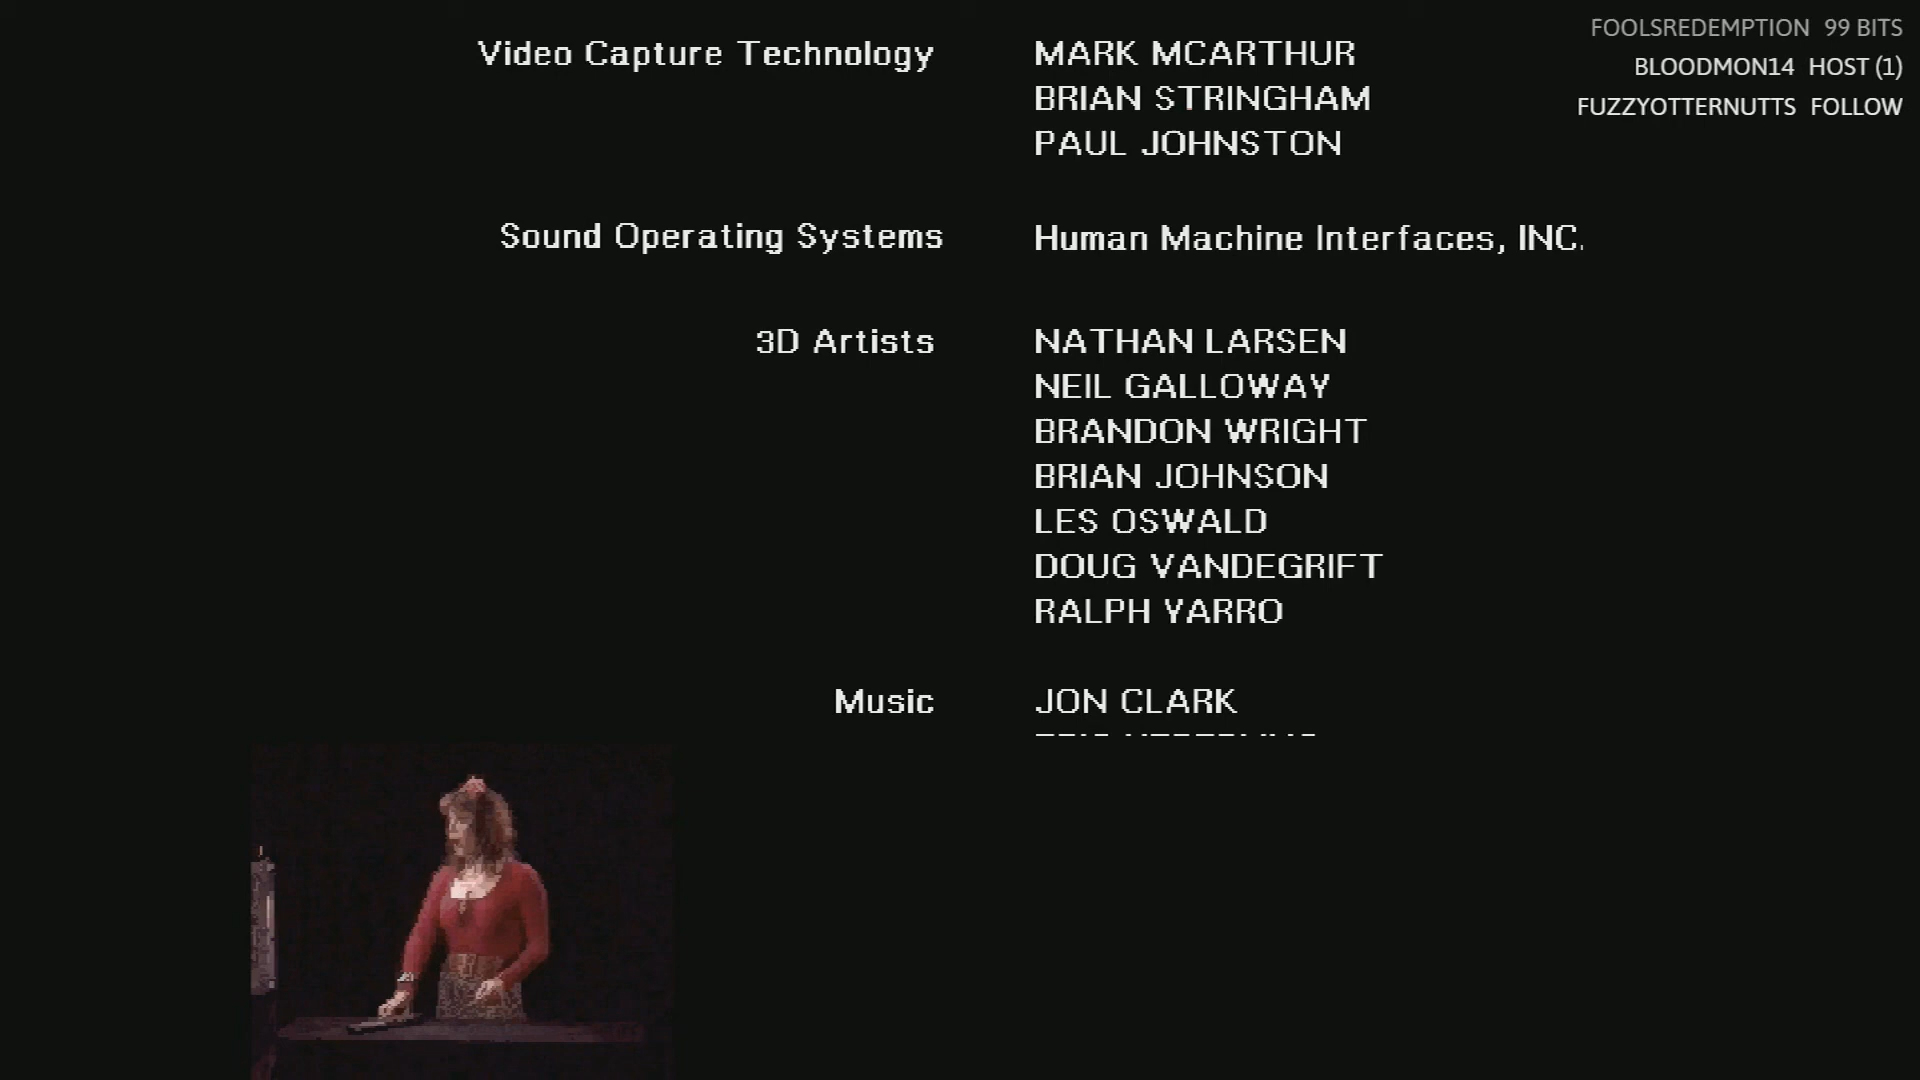 Video Capture Technology MARK MCARTHUR
BRIAN STRINGHAM
PAUL JOHNSTON
Sound Operating Systems Human Machine Interfaces, INC.
3D Artists NATHAN LARSEN
NEIL GALLOWAY
BRANDON WRIGHT
BRIAN JOHNSON
LES OSWALD
DOUG VANDEGRIFT
RALPH YARRO
Music JON CLARK
FOOLSREDEMPTION 99 BITS
BLOODMON14 HOST (1)
FUZZYOTTERNUTTS FOLLOW